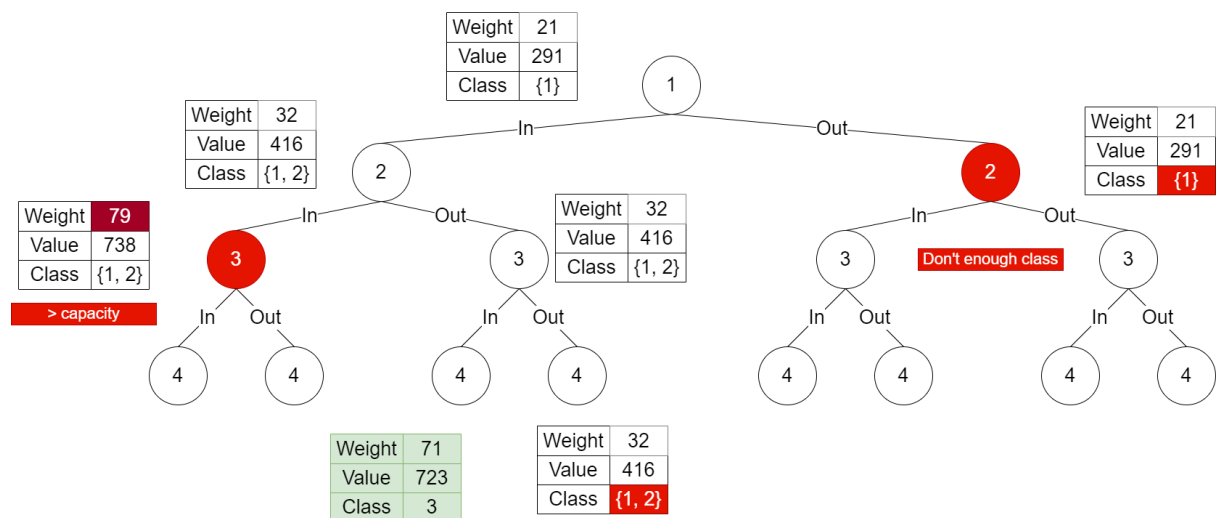 Weight 21
Value 291
Class {1}
1
In
Out
Weight 32
Value 416
Class {1, 2}
2
2
Weight 21
Value 291
Class {1}
In
Out
In
Out
Weight 79
Value 738
Class {1, 2}
> capacity
3
3
Weight 32
Value 416
Class {1, 2}
3
Don't enough class
3
In
Out
In
Out
In
Out
In
Out
4
4
4
4
4
4
4
4
Weight 71
Value 723
Class 3
Weight 32
Value 416
Class {1, 2}